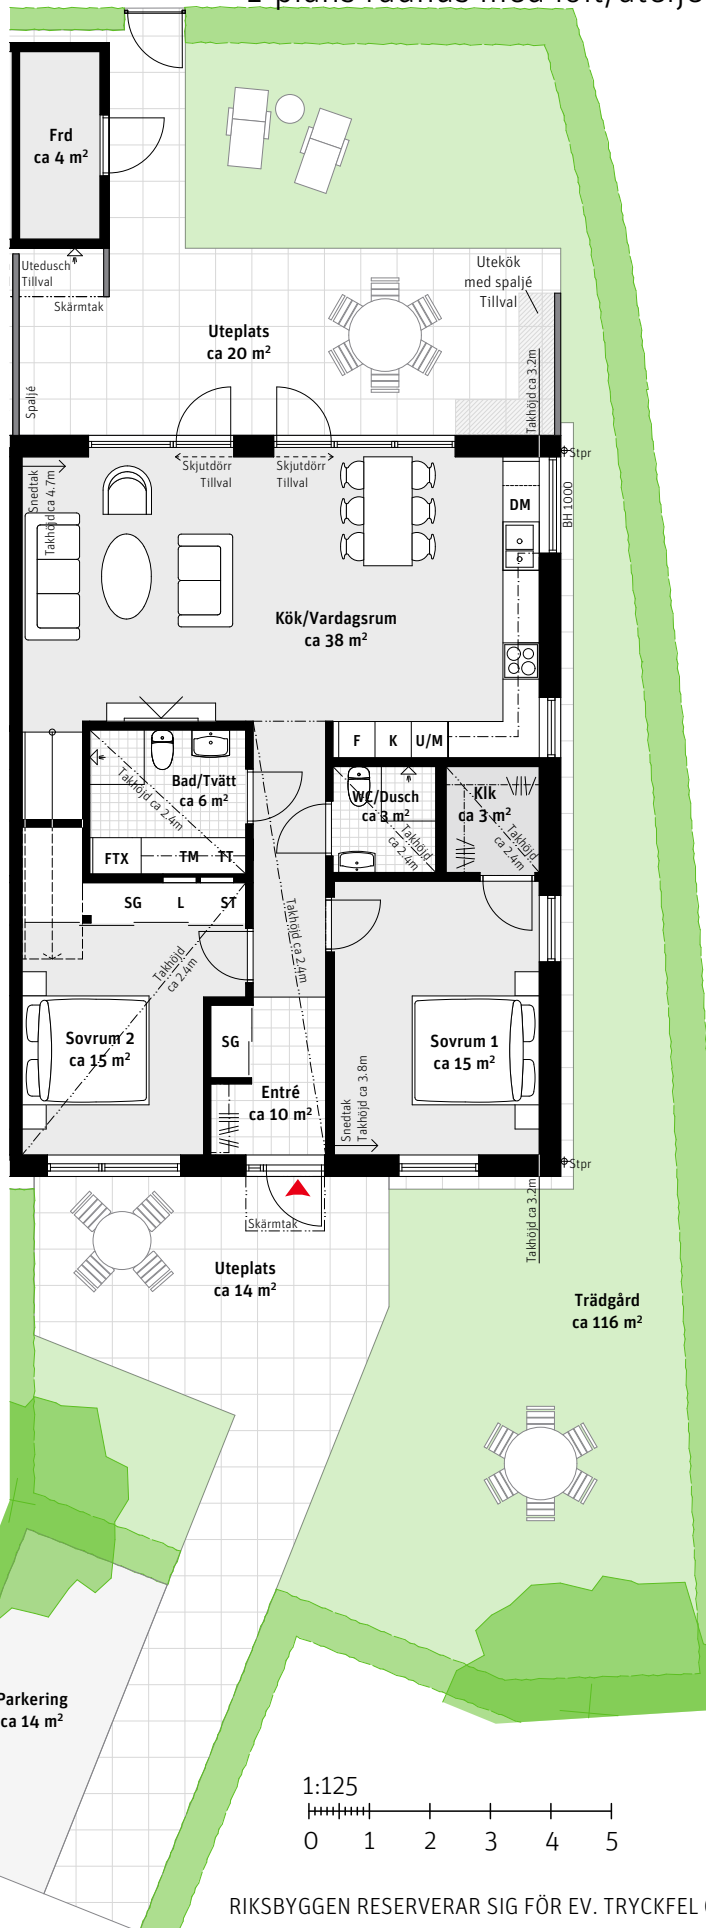 Frd
ca 4 m²
Utedusch
Tillval
Skärmtak
Utekök
med spaljé
Tillval
Uteplats
ca 20 m²
Spaljé
Takhöjd ca 3.2m
Skjutdörr
Tillval
Skjutdörr
Tillval
Stpr
Snedtak
Takhöjd ca 4.7m
DM
BH 1000
Kök/Vardagsrum
ca 38 m²
F
K
U/M
Bad/Tvätt
ca 6 m²
Takhöjd ca 2.4m
WC/Dusch
ca 3 m²
Takhöjd
ca 2.4m
Klk
ca 3 m²
Takhöjd
ca 2.4m
FTX
TM
TT
SG
L
ST
Takhöjd
ca 2.4m
Takhöjd ca 2.4m
Sovrum 2
ca 15 m²
SG
Sovrum 1
ca 15 m²
Entré
ca 10 m²
Snedtak
Takhöjd ca 3.8m
Stpr
Takhöjd ca 3.2m
Skärmtak
Uteplats
ca 14 m²
Trädgård
ca 116 m²
Parkering
ca 14 m²
1:125
0 1 2 3 4 5
RIKSBYGGEN RESERVERAR SIG FÖR EV. TRYCKFEL